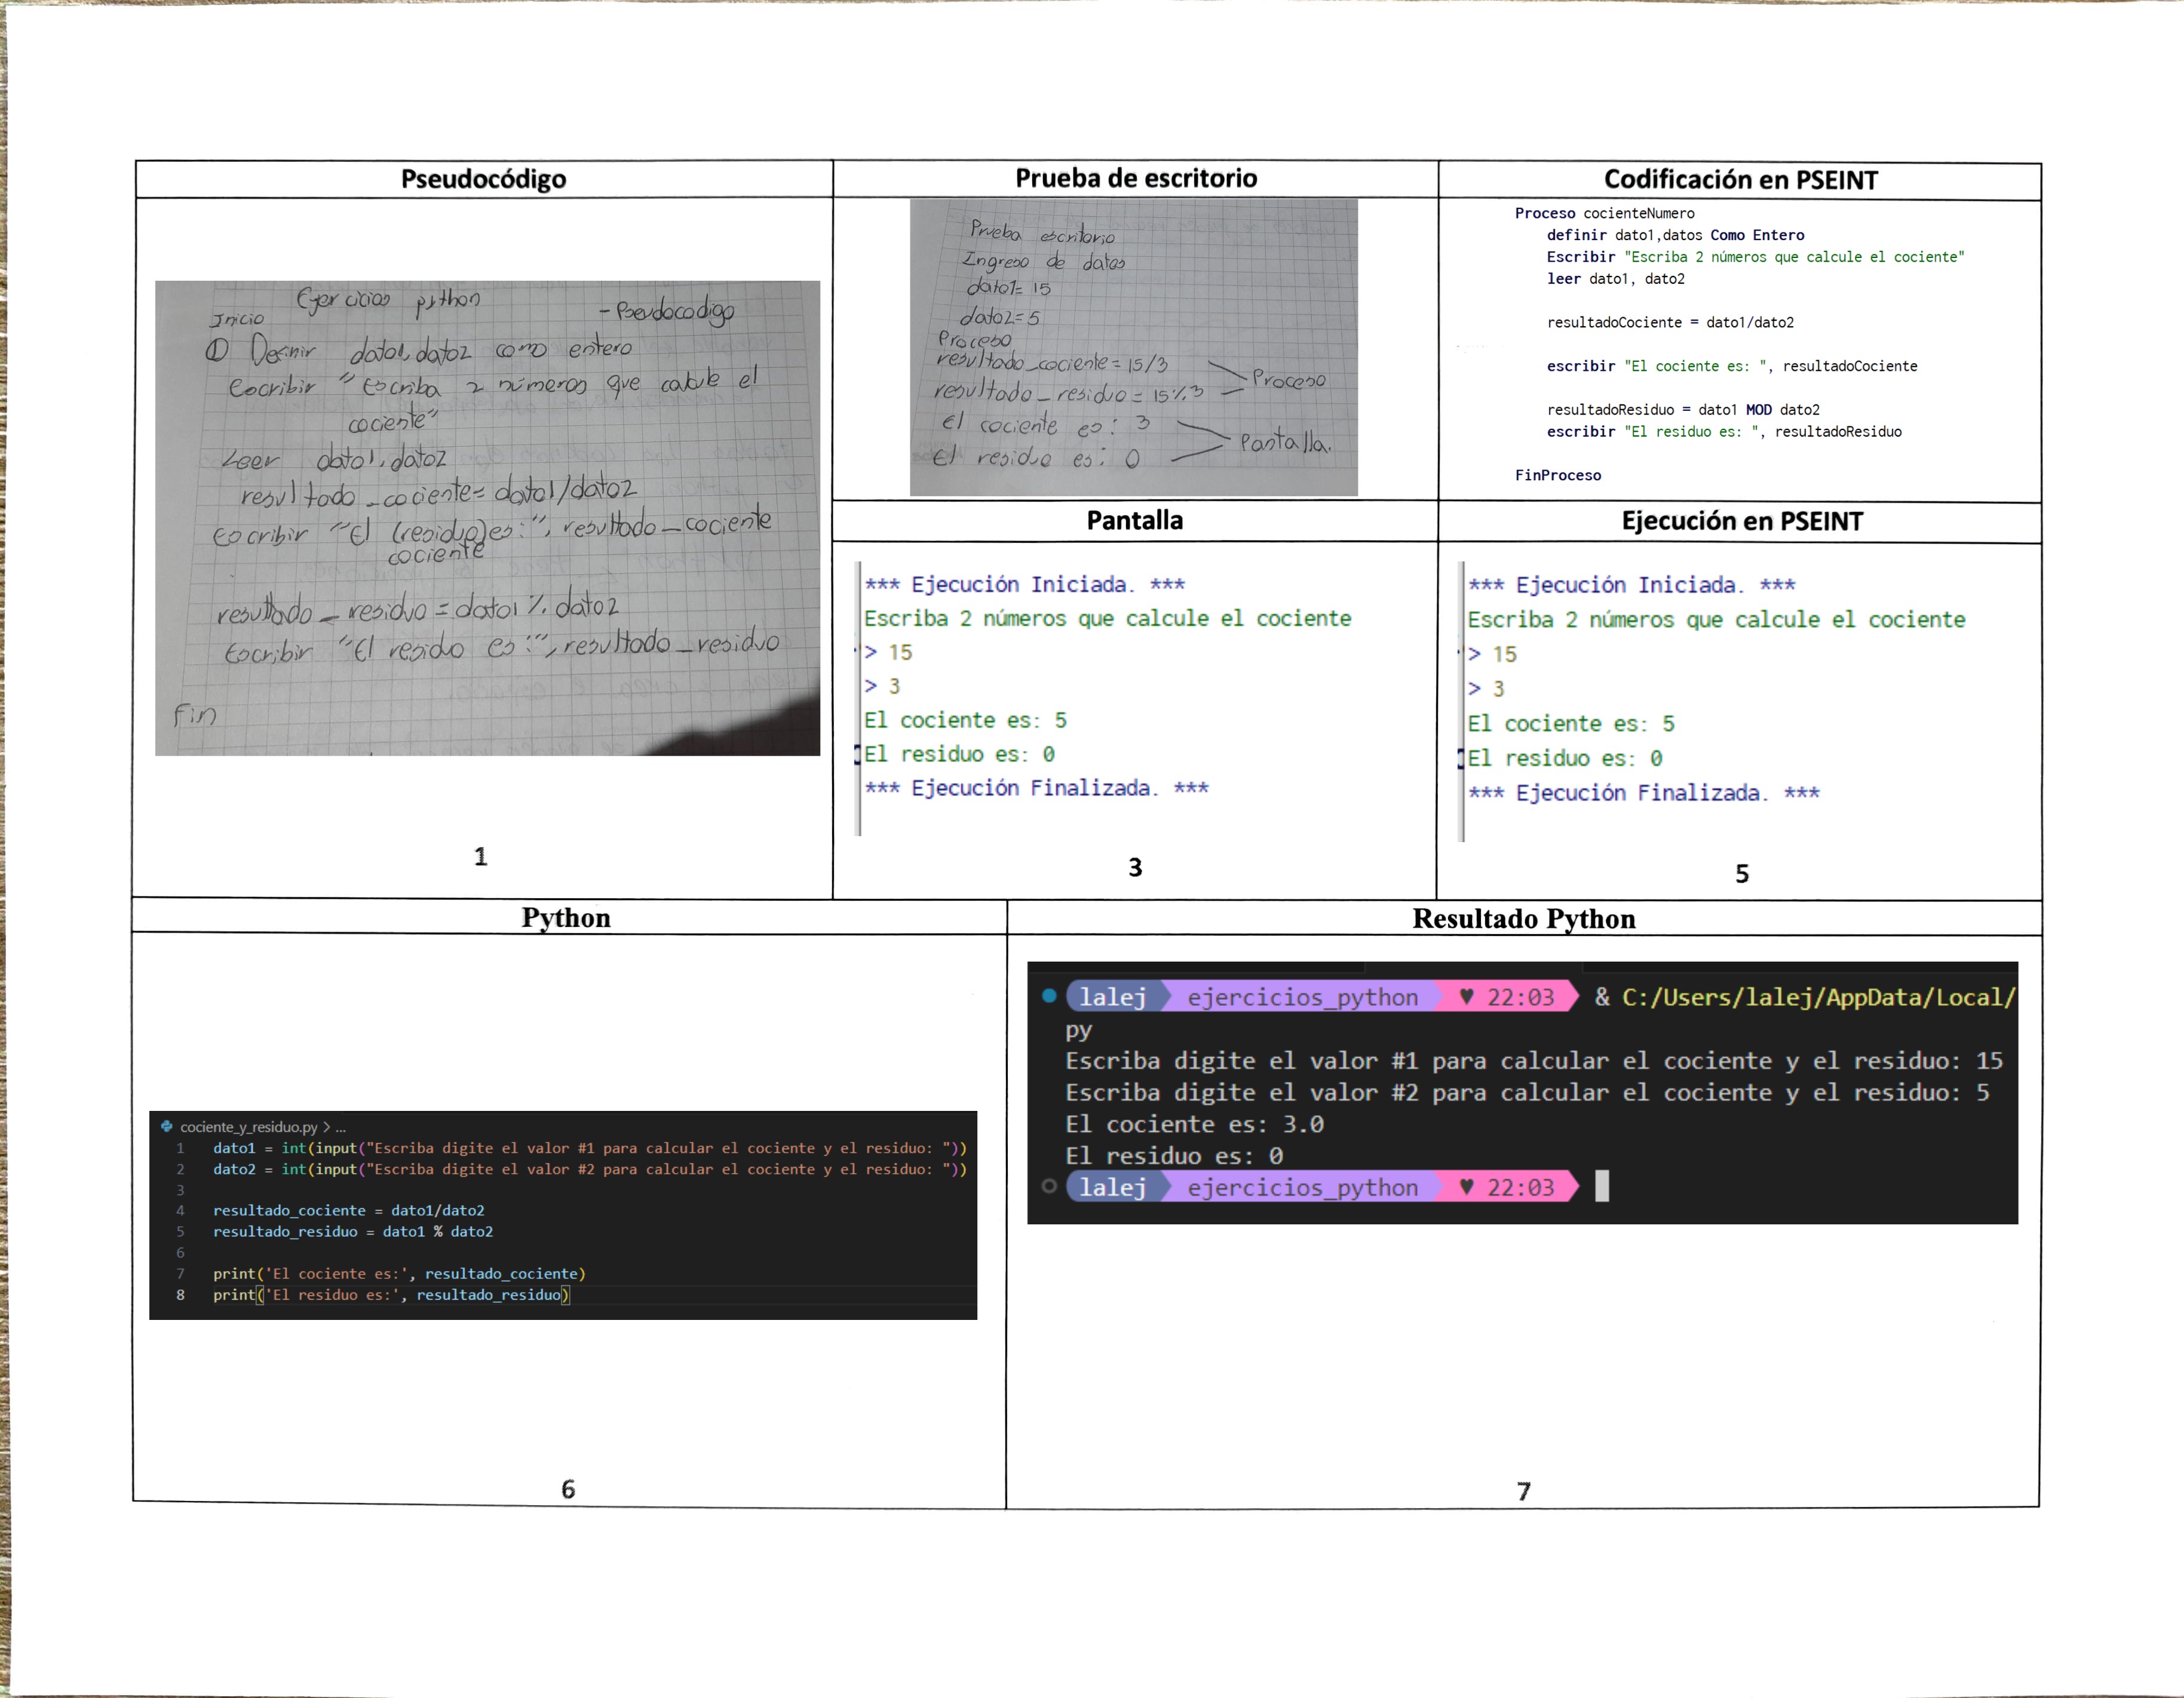 Pseudocódigo
Ejercicios python
Inicio
- Pseudocodigo
① Definir dato1,dato2 como entero
Escribir "Escriba 2 números que calcule el
cociente"
Leer dato1,dato2
resultado_cociente= dato1/dato2
escribir "El (residuo) es:", resultado_cociente
cociente
resultado_residuo = dato1 % dato2
Escribir "El residuo es:", resultado_residuo
Fin
1
Prueba de escritorio
Prueba escritorio
Ingreso de datos
dato1= 15
dato2=5
Proceso
resultado_cociente = 15/3
resultado_residuo = 15%3
Proceso
el cociente es: 3
El residuo es: 0
Pantalla.
Codificación en PSEINT
Proceso cocienteNumero
definir dato1,datos Como Entero
Escribir "Escriba 2 números que calcule el cociente"
leer dato1, dato2
resultadoCociente = dato1/dato2
escribir "El cociente es: ", resultadoCociente
resultadoResiduo = dato1 MOD dato2
escribir "El residuo es: ", resultadoResiduo
FinProceso
Pantalla
*** Ejecución Iniciada. ***
Escriba 2 números que calcule el cociente
> 15
> 3
El cociente es: 5
El residuo es: 0
*** Ejecución Finalizada. ***
3
Ejecución en PSEINT
*** Ejecución Iniciada. ***
Escriba 2 números que calcule el cociente
> 15
> 3
El cociente es: 5
El residuo es: 0
*** Ejecución Finalizada. ***
5
Python
cociente_y_residuo.py > ...
1 dato1 = int(input("Escriba digite el valor #1 para calcular el cociente y el residuo: "))
2 dato2 = int(input("Escriba digite el valor #2 para calcular el cociente y el residuo: "))
3
4 resultado_cociente = dato1/dato2
5 resultado_residuo = dato1 % dato2
6
7 print('El cociente es:', resultado_cociente)
8 print('El residuo es:', resultado_residuo)
6
Resultado Python
lalej ejercicios_python ♥ 22:03 & C:/Users/lalej/AppData/Local/
py
Escriba digite el valor #1 para calcular el cociente y el residuo: 15
Escriba digite el valor #2 para calcular el cociente y el residuo: 5
El cociente es: 3.0
El residuo es: 0
lalej ejercicios_python ♥ 22:03
7